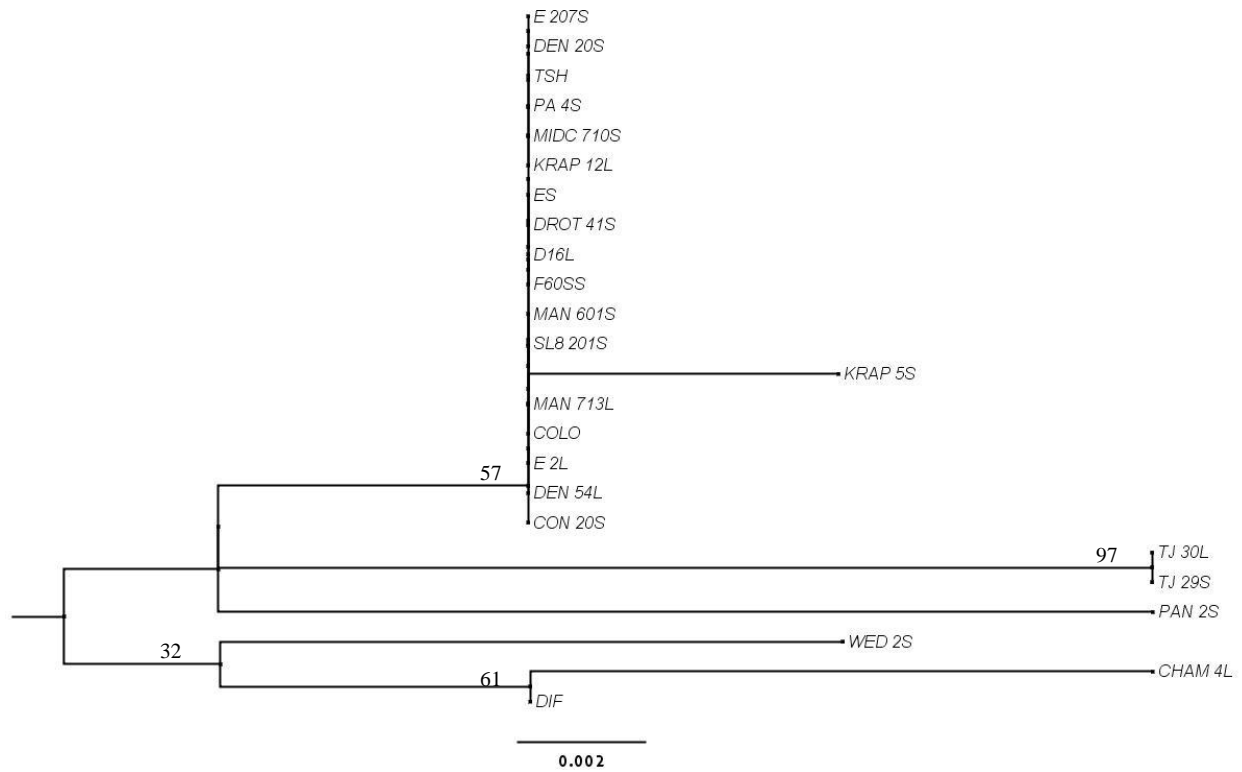 E 207S
DEN 20S
TSH
PA 4S
MIDC 710S
KRAP 12L
ES
DROT 41S
D16L
F60SS
MAN 601S
SL8 201S
KRAP 5S
MAN 713L
COLO
E 2L
57
DEN 54L
CON 20S
TJ 30L
97
TJ 29S
PAN 2S
WED 2S
32
CHAM 4L
61
DIF
0.002